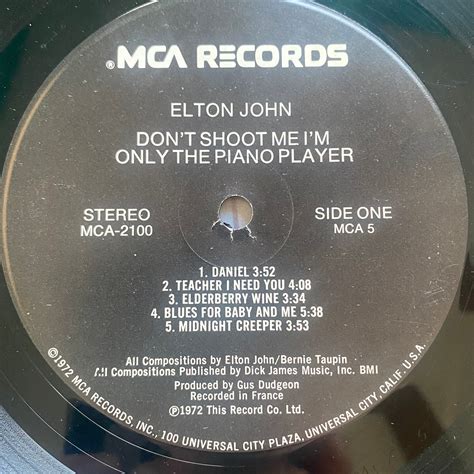 ®MCA RECORDS
ELTON JOHN
DON'T SHOOT ME I'M
ONLY THE PIANO PLAYER
STEREO
MCA-2100
SIDE ONE
MCA 5
1. DANIEL 3:52
2. TEACHER I NEED YOU 4:08
3. ELDERBERRY WINE 3:34
4. BLUES FOR BABY AND ME 5:38
5. MIDNIGHT CREEPER 3:53
All Compositions by Elton John/Bernie Taupin
All Compositions Published by Dick James Music, Inc. BMI
Produced by Gus Dudgeon
Recorded in France
℗1972 This Record Co. Ltd.
©1972 MCA RECORDS, INC., 100 UNIVERSAL CITY PLAZA, UNIVERSAL CITY, CALIF. U.S.A.